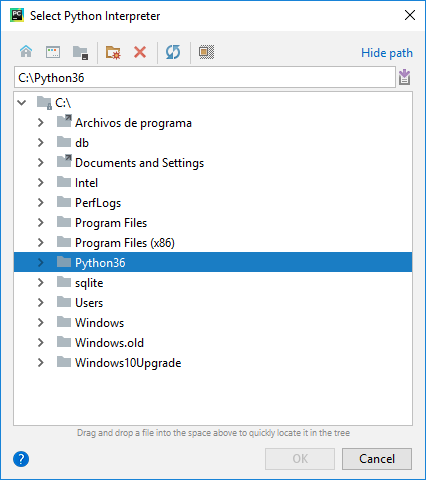 Select Python Interpreter
Hide path
C:\Python36
C:\
Archivos de programa
db
Documents and Settings
Intel
PerfLogs
Program Files
Program Files (x86)
Python36
sqlite
Users
Windows
Windows.old
Windows10Upgrade
Drag and drop a file into the space above to quickly locate it in the tree
? OK Cancel